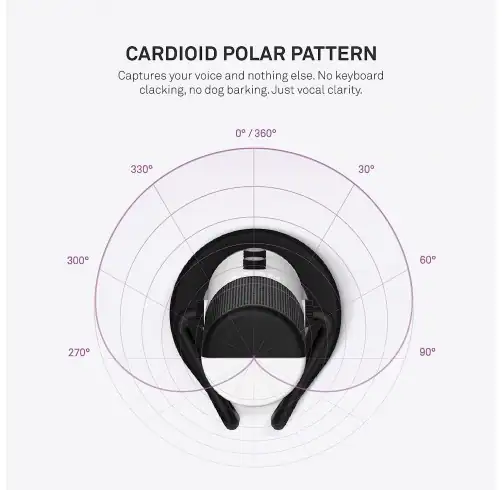 CARDIOID POLAR PATTERN
Captures your voice and nothing else. No keyboard
clacking, no dog barking. Just vocal clarity.
0° / 360°
330°
30°
300°
60°
270°
90°